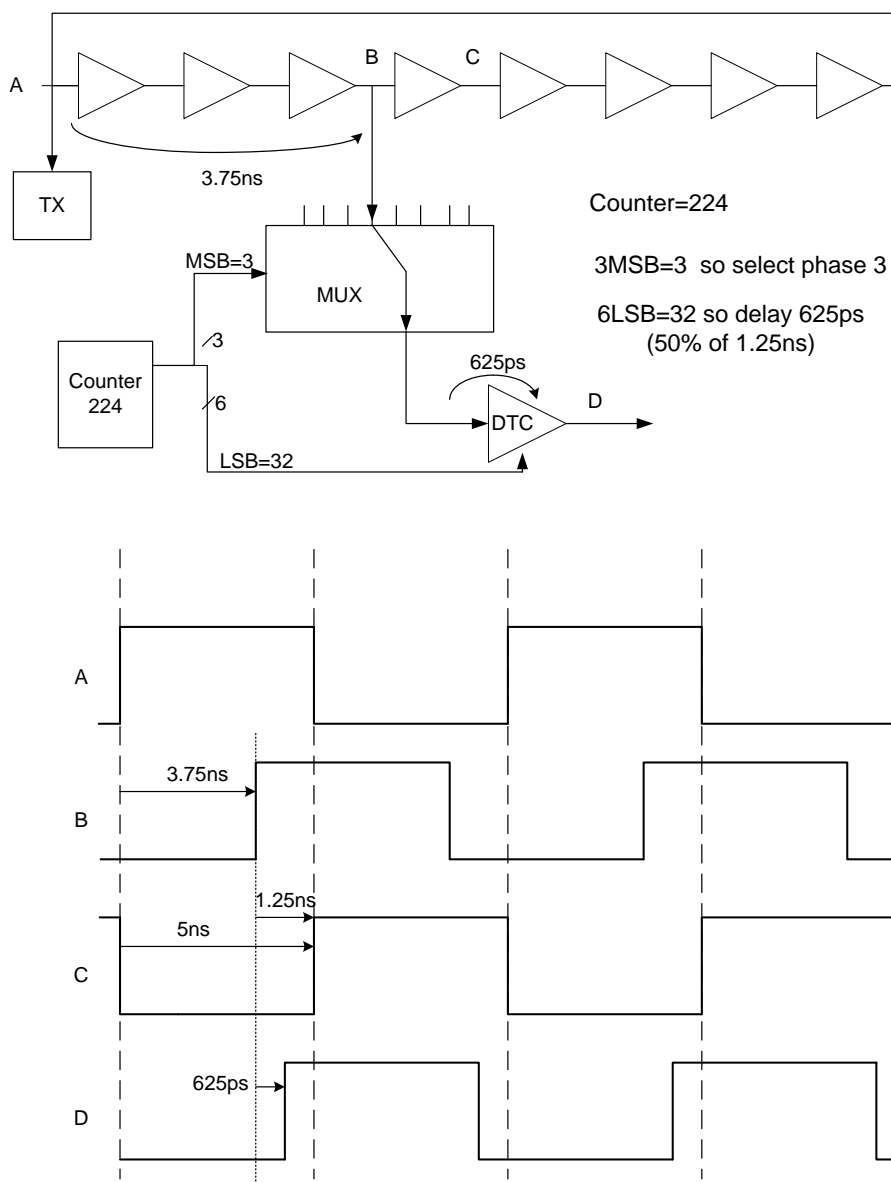 A
B
C
3.75ns
TX
Counter=224
MSB=3
3MSB=3 so select phase 3
MUX
6LSB=32 so delay 625ps
(50% of 1.25ns)
3
625ps
Counter
224
6
D
DTC
LSB=32
A
3.75ns
B
1.25ns
5ns
C
625ps
D